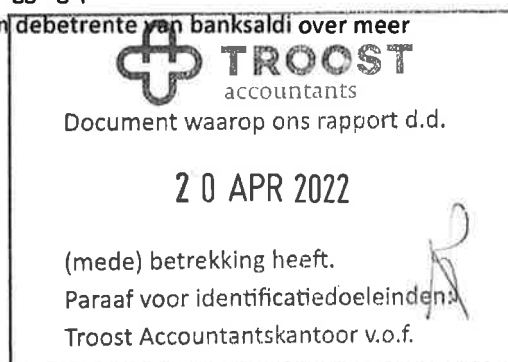 debetrente van banksaldi over meer
TROOST
accountants
Document waarop ons rapport d.d.
20 APR 2022
(mede) betrekking heeft.
Paraaf voor identificatiedoeleinden:
Troost Accountantskantoor v.o.f.